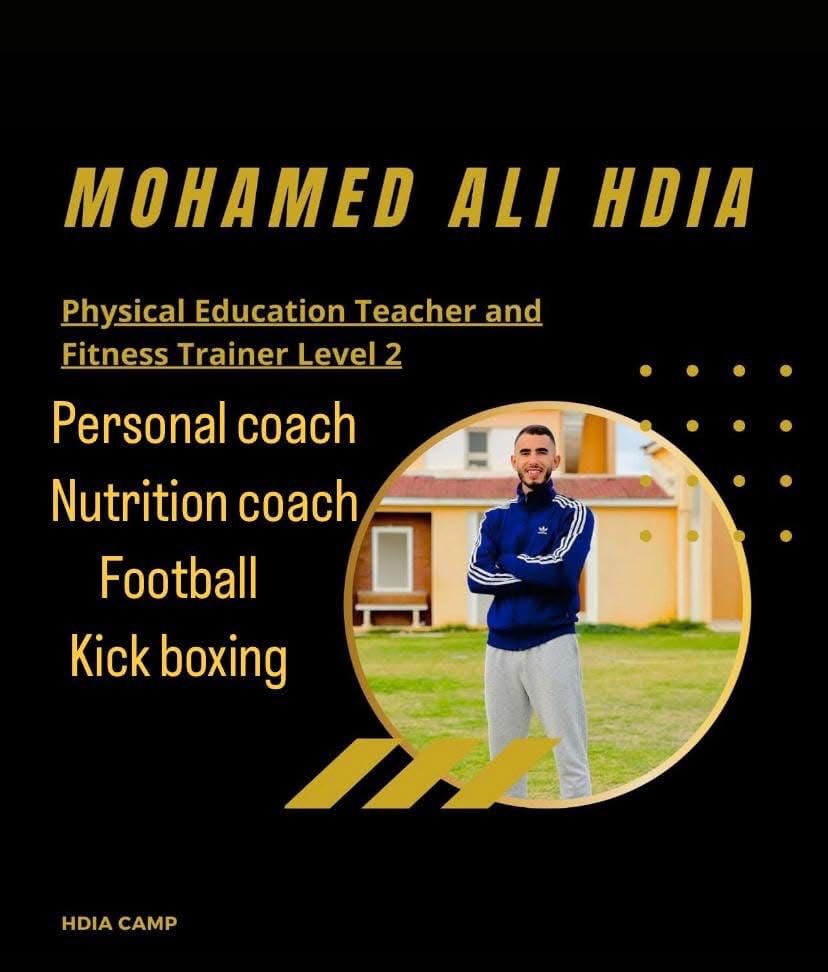 MOHAMED ALI HDIA
Physical Education Teacher and
Fitness Trainer Level 2
Personal coach
Nutrition coach
Football
Kick boxing
HDIA CAMP